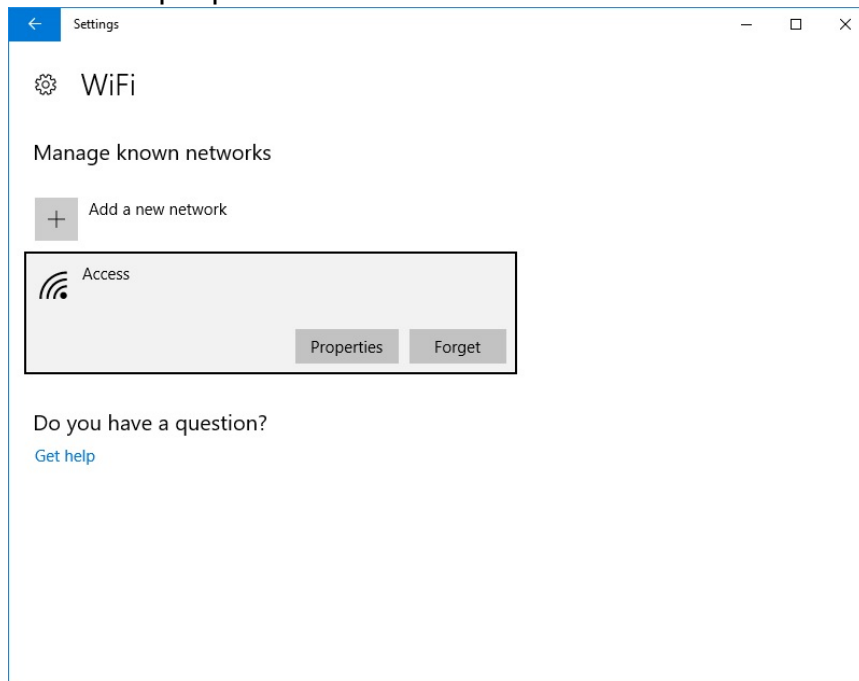 Settings
WiFi
Manage known networks
Add a new network
Access
Properties Forget
Do you have a question?
Get help